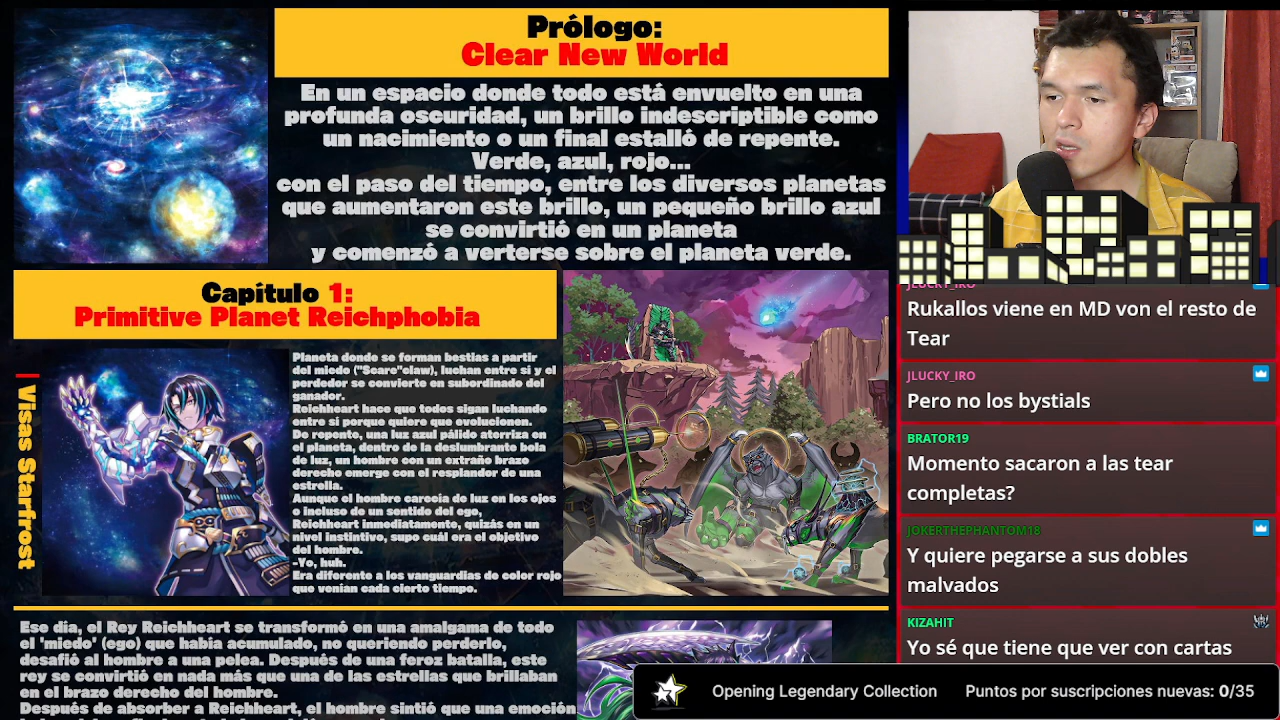 Prólogo:
Clear New World
En un espacio donde todo está envuelto en una
profunda oscuridad, un brillo indescriptible como
un nacimiento o un final estalló de repente.
Verde, azul, rojo...
con el paso del tiempo, entre los diversos planetas
que aumentaron este brillo, un pequeño brillo azul
se convirtió en un planeta
y comenzó a verterse sobre el planeta verde.
Capítulo 1:
Primitive Planet Reichphobia
Visas Starfrost
Planeta donde se forman bestias a partir
del miedo ("Scare"claw), luchan entre sí y el
perdedor se convierte en subordinado del
ganador.
Reichheart hace que todos sigan luchando
entre sí porque quiere que evolucionen.
De repente, una luz azul pálido aterriza en
el planeta, dentro de la deslumbrante bola
de luz, un hombre con un extraño brazo
derecho emerge con el resplandor de una
estrella.
Aunque el hombre carecía de luz en los ojos
o incluso de un sentido del ego,
Reichheart inmediatamente, quizás en un
nivel instintivo, supo cuál era el objetivo
del hombre.
-Yo, huh.
Era diferente a los vanguardias de color rojo
que venían cada cierto tiempo.
Ese día, el Rey Reichheart se transformó en una amalgama de todo
el 'miedo' (ego) que había acumulado, no queriendo perderlo,
desafió al hombre a una pelea. Después de una feroz batalla, este
rey se convirtió en nada más que una de las estrellas que brillaban
en el brazo derecho del hombre.
Después de absorber a Reichheart, el hombre sintió que una emoción
JLUCKY_IRO
Rukallos viene en MD von el resto de
Tear
JLUCKY_IRO
Pero no los bystials
BRATOR19
Momento sacaron a las tear
completas?
JOKERTHEPHANTOM18
Y quiere pegarse a sus dobles
malvados
KIZAHIT
Yo sé que tiene que ver con cartas
Opening Legendary Collection
Puntos por suscripciones nuevas: 0/35